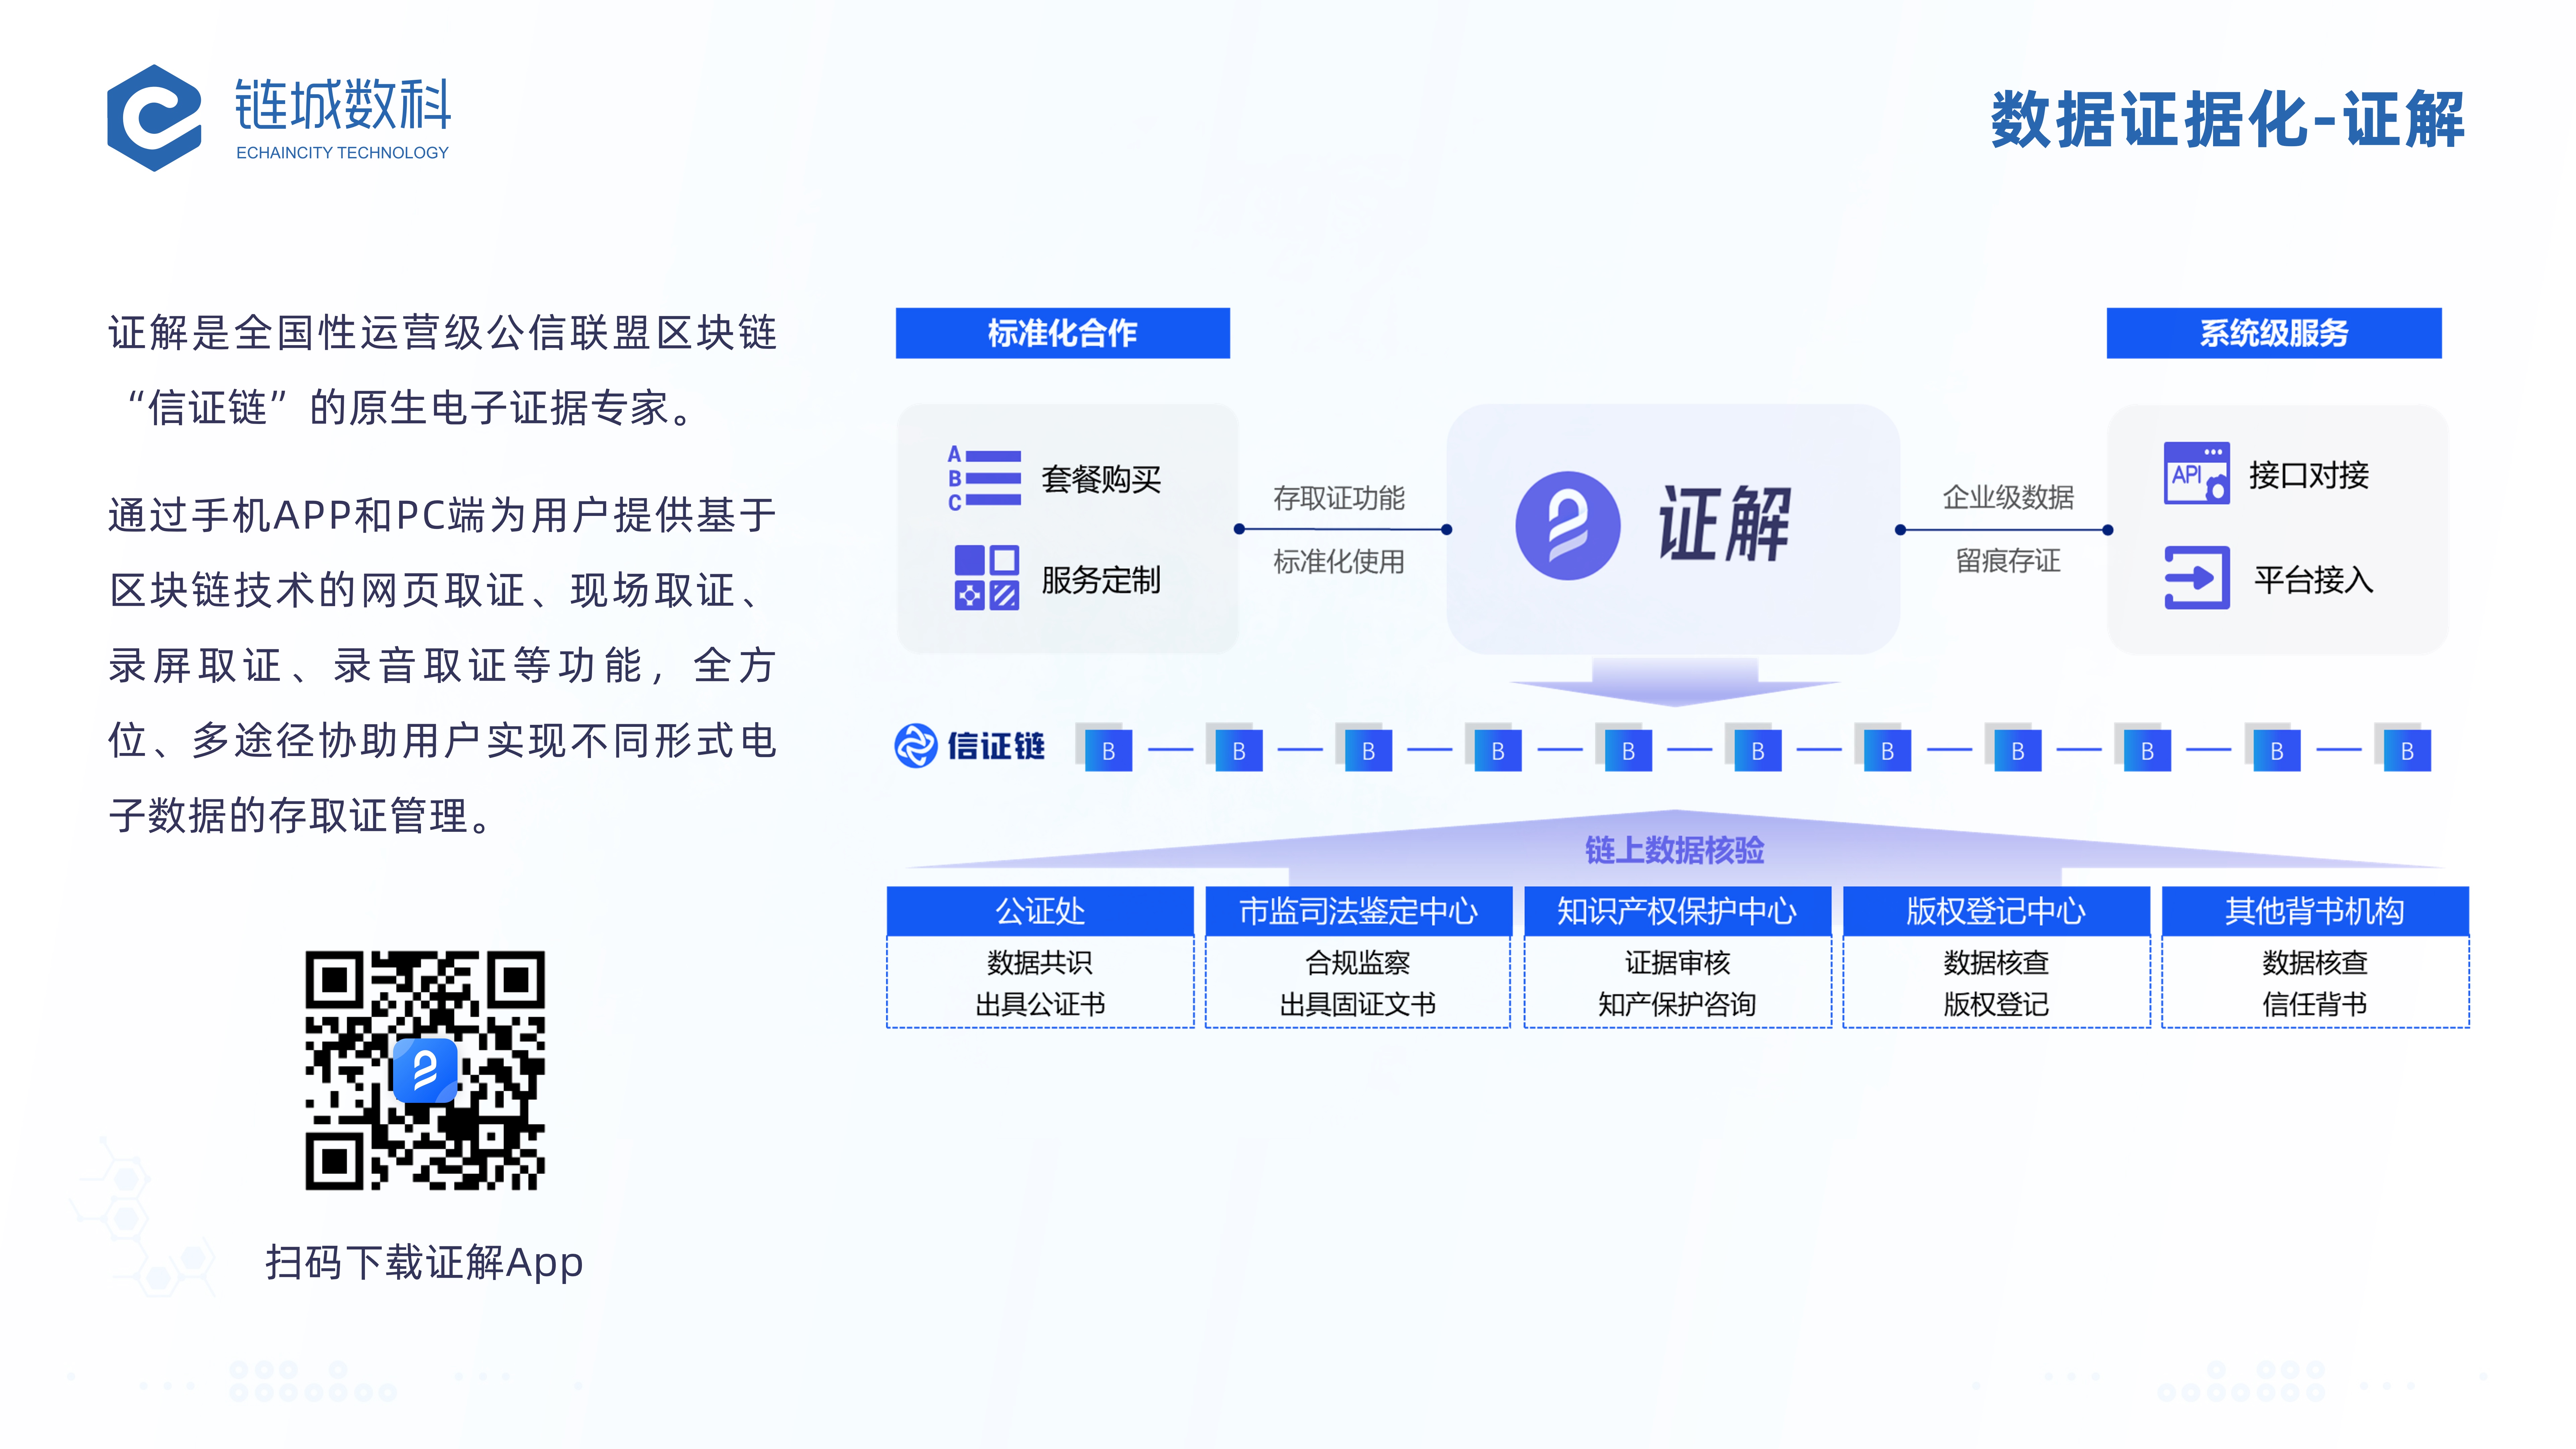 链城数科
ECHAINCITY TECHNOLOGY
数据证据化-证解
证解是全国性运营级公信联盟区块链
“信证链”的原生电子证据专家。
通过手机APP和PC端为用户提供基于
区块链技术的网页取证、现场取证、
录屏取证、录音取证等功能，全方
位、多途径协助用户实现不同形式电
子数据的存取证管理。
扫码下载证解App
标准化合作
A
B
C
套餐购买
服务定制
存取证功能
标准化使用
证解
企业级数据
留痕存证
系统级服务
API
接口对接
平台接入
信证链
B B B B B B B B B B B
链上数据核验
公证处
数据共识
出具公证书
市监司法鉴定中心
合规监察
出具固证文书
知识产权保护中心
证据审核
知产保护咨询
版权登记中心
数据核查
版权登记
其他背书机构
数据核查
信任背书